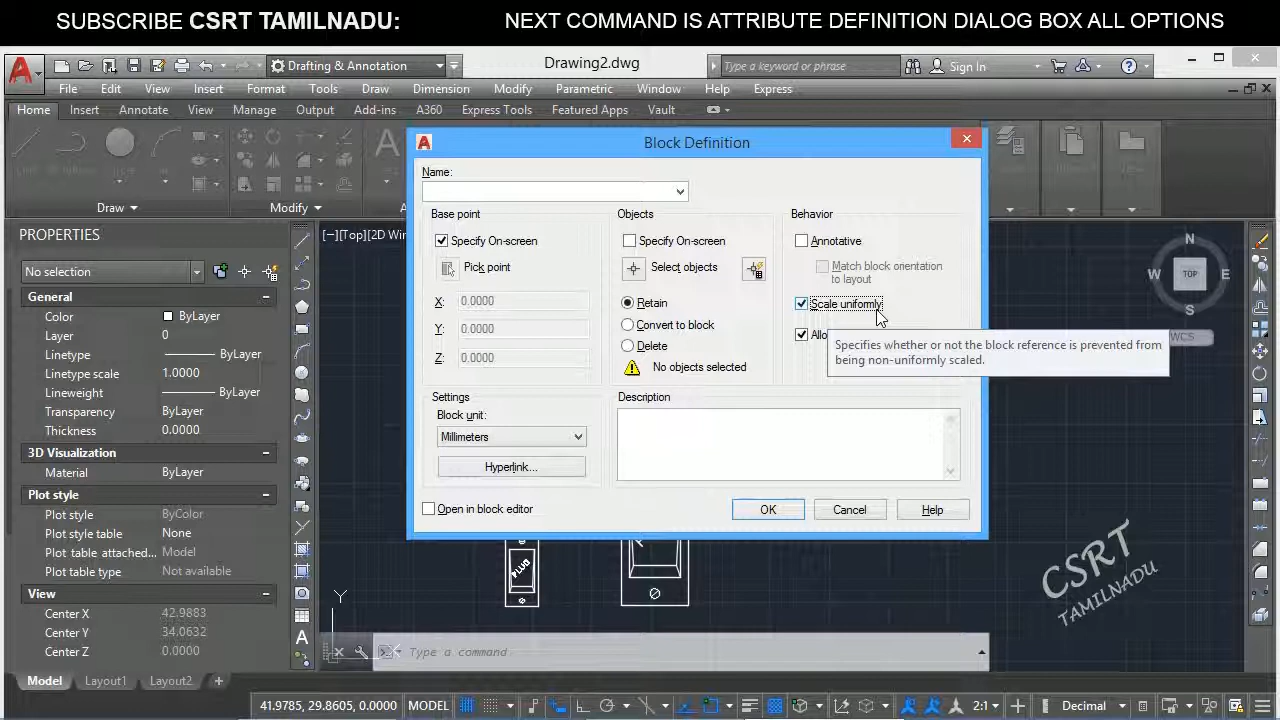 SUBSCRIBE CSRT TAMILNADU:
NEXT COMMAND IS ATTRIBUTE DEFINITION DIALOG BOX ALL OPTIONS
Drafting & Annotation
Drawing2.dwg
Type a keyword or phrase
Sign In
File Edit View Insert Format Tools Draw Dimension Modify Parametric Window Help Express
Home Insert Annotate View Manage Output Add-ins A360 Express Tools Featured Apps Vault
Draw
Modify
Block Definition
Name:
Base point
Specify On-screen
Pick point
X: 0.0000
Y: 0.0000
Z: 0.0000
Objects
Specify On-screen
Select objects
Retain
Convert to block
Delete
No objects selected
Behavior
Annotative
Match block orientation
to layout
Scale uniformly
Allo
Specifies whether or not the block reference is prevented from
being non-uniformly scaled.
Settings
Block unit:
Millimeters
Hyperlink...
Description
Open in block editor
OK
Cancel
Help
PROPERTIES
No selection
General
Color ByLayer
Layer 0
Linetype ByLayer
Linetype scale 1.0000
Lineweight ByLayer
Transparency ByLayer
Thickness 0.0000
3D Visualization
Material ByLayer
Plot style
Plot style ByColor
Plot style table None
Plot table attached... Model
Plot table type Not available
View
Center X 42.9883
Center Y 34.0632
Center Z 0.0000
[−][Top][2D Wir
N
W TOP E
S
WCS
PLUG
Y
X
CSRT
TAMILNADU
Type a command
Model Layout1 Layout2 +
41.9785, 29.8605, 0.0000 MODEL
2:1
Decimal